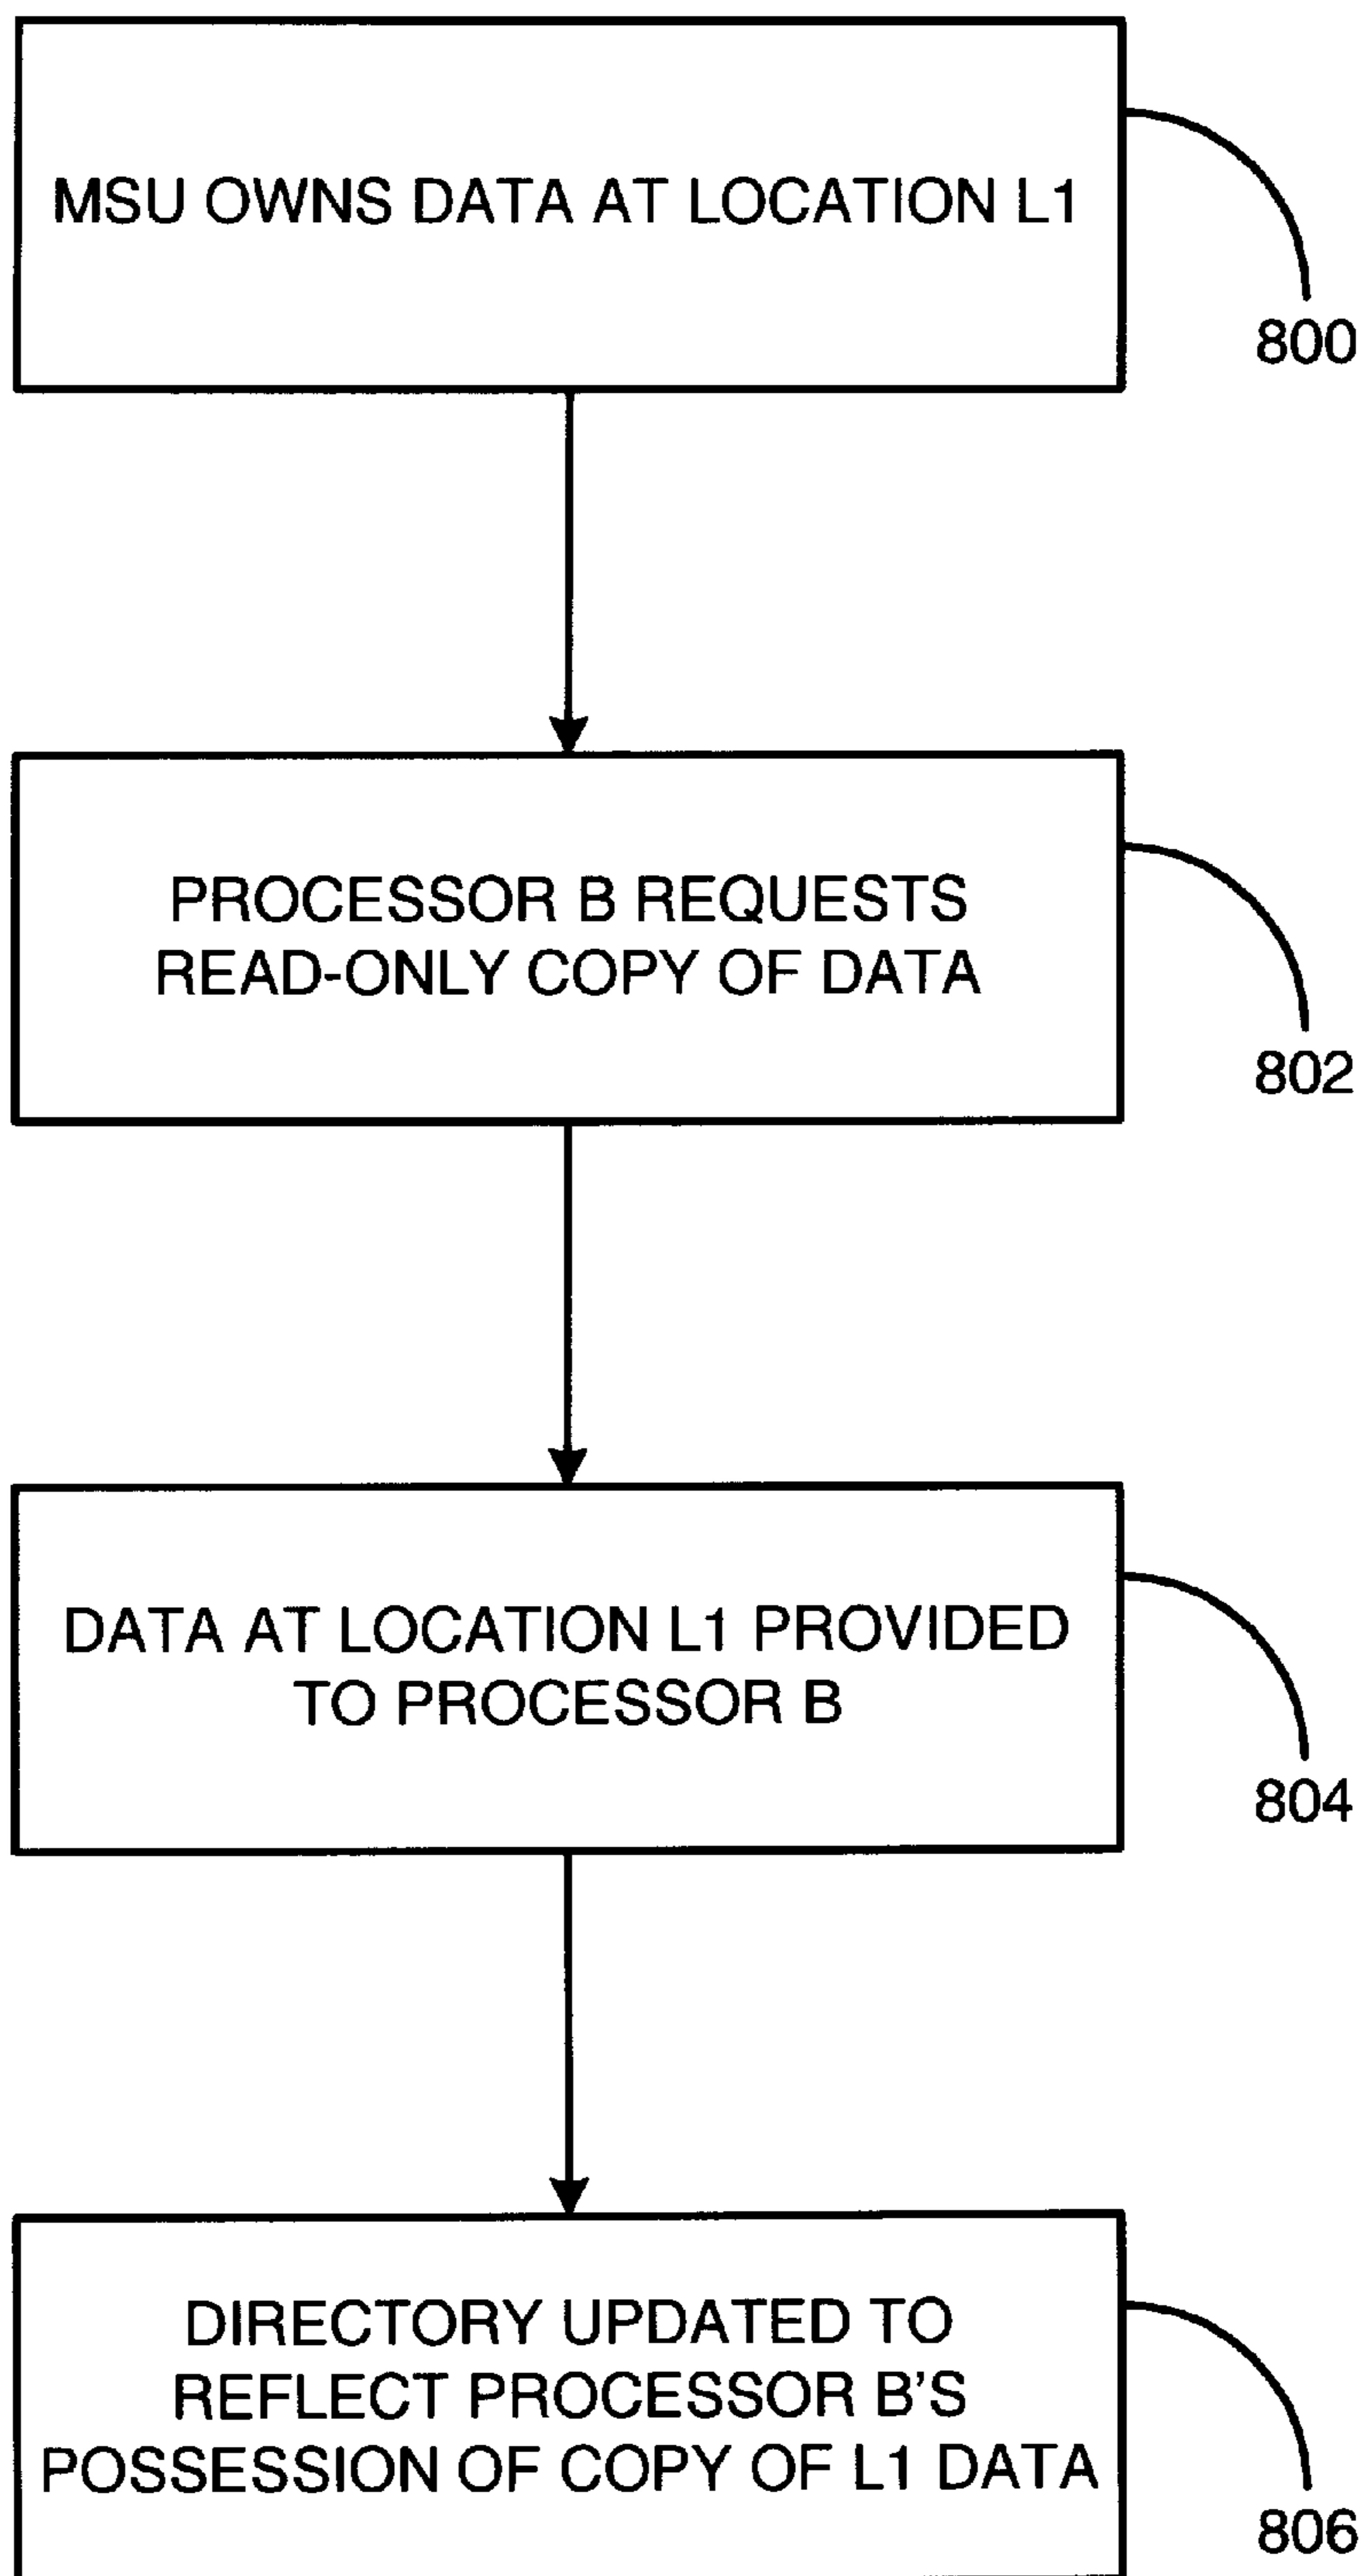 MSU OWNS DATA AT LOCATION L1
800
PROCESSOR B REQUESTS
READ-ONLY COPY OF DATA
802
DATA AT LOCATION L1 PROVIDED
TO PROCESSOR B
804
DIRECTORY UPDATED TO
REFLECT PROCESSOR B'S
POSSESSION OF COPY OF L1 DATA
806